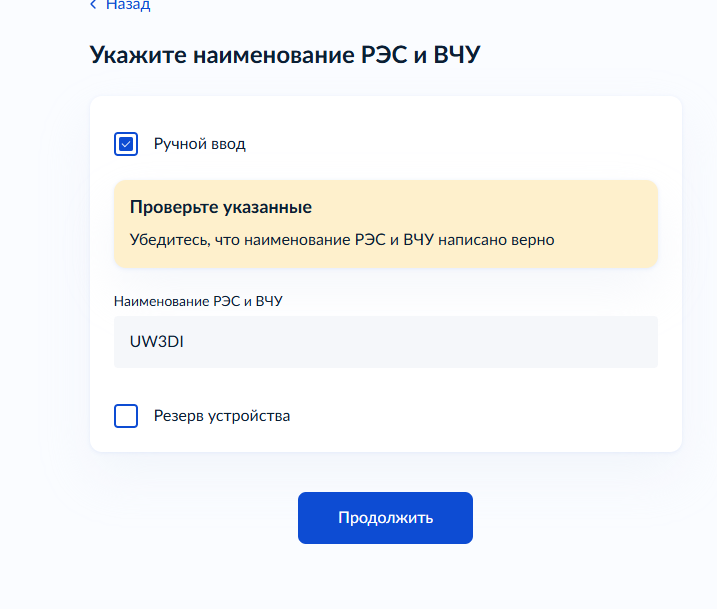 Назад
Укажите наименование РЭС и ВЧУ
Ручной ввод
Проверьте указанные
Убедитесь, что наименование РЭС и ВЧУ написано верно
Наименование РЭС и ВЧУ
UW3DI
Резерв устройства
Продолжить